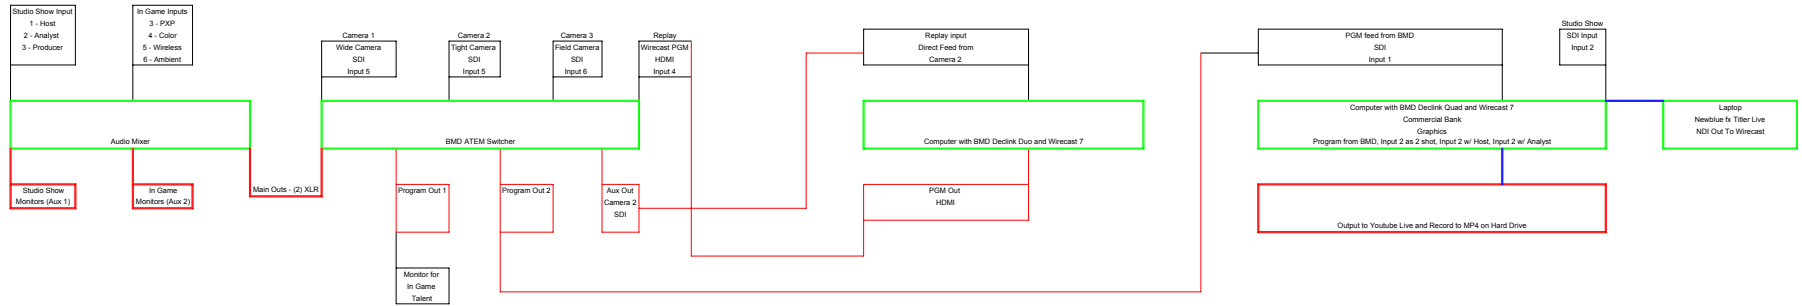 Studio Show Input
1 - Host
2 - Analyst
3 - Producer
In Game Inputs
3 - PXP
4 - Color
5 - Wireless
6 - Ambient
Camera 1
Wide Camera
SDI
Input 5
Camera 2
Tight Camera
SDI
Input 5
Camera 3
Field Camera
SDI
Input 6
Replay
Wirecast PGM
HDMI
Input 4
Replay input
Direct Feed from
Camera 2
PGM feed from BMD
SDI
Input 1
Studio Show
SDI Input
Input 2
Audio Mixer
BMD ATEM Switcher
Computer with BMD Declink Duo and Wirecast 7
Computer with BMD Declink Quad and Wirecast 7
Commercial Bank
Graphics
Program from BMD, Input 2 as 2 shot, Input 2 w/ Host, Input 2 w/ Analyst
Laptop
Newblue fx Titler Live
NDI Out To Wirecast
Studio Show
Monitors (Aux 1)
In Game
Monitors (Aux 2)
Main Outs - (2) XLR
Program Out 1
Program Out 2
Aux Out
Camera 2
SDI
PGM Out
HDMI
Output to Youtube Live and Record to MP4 on Hard Drive
Monitor for
In Game
Talent